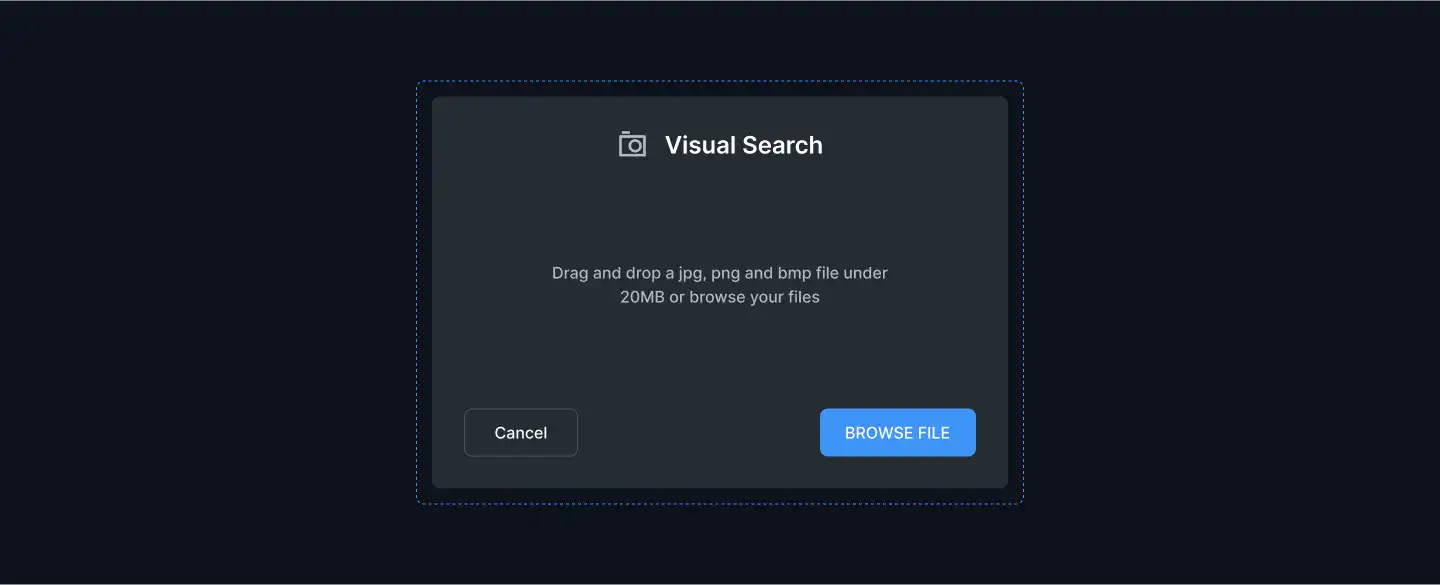 Visual Search
Drag and drop a jpg, png and bmp file under
20MB or browse your files
Cancel
BROWSE FILE